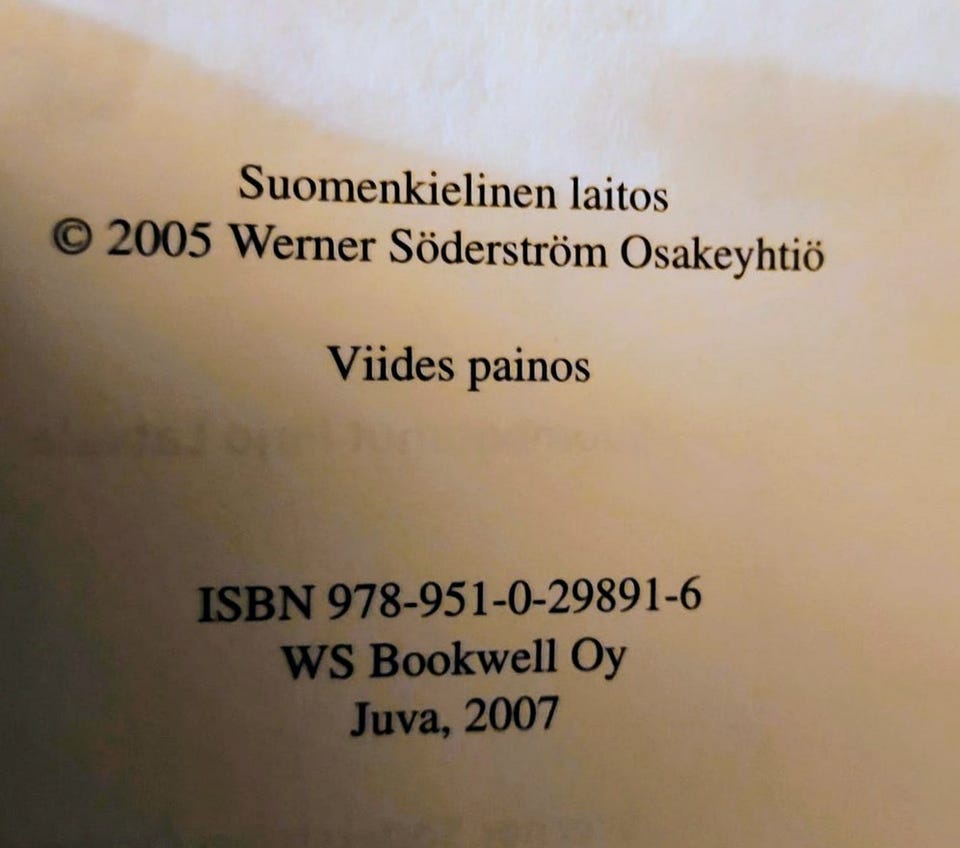 Suomenkielinen laitos
© 2005 Werner Söderström Osakeyhtiö
Viides painos
ISBN 978-951-0-29891-6
WS Bookwell Oy
Juva, 2007